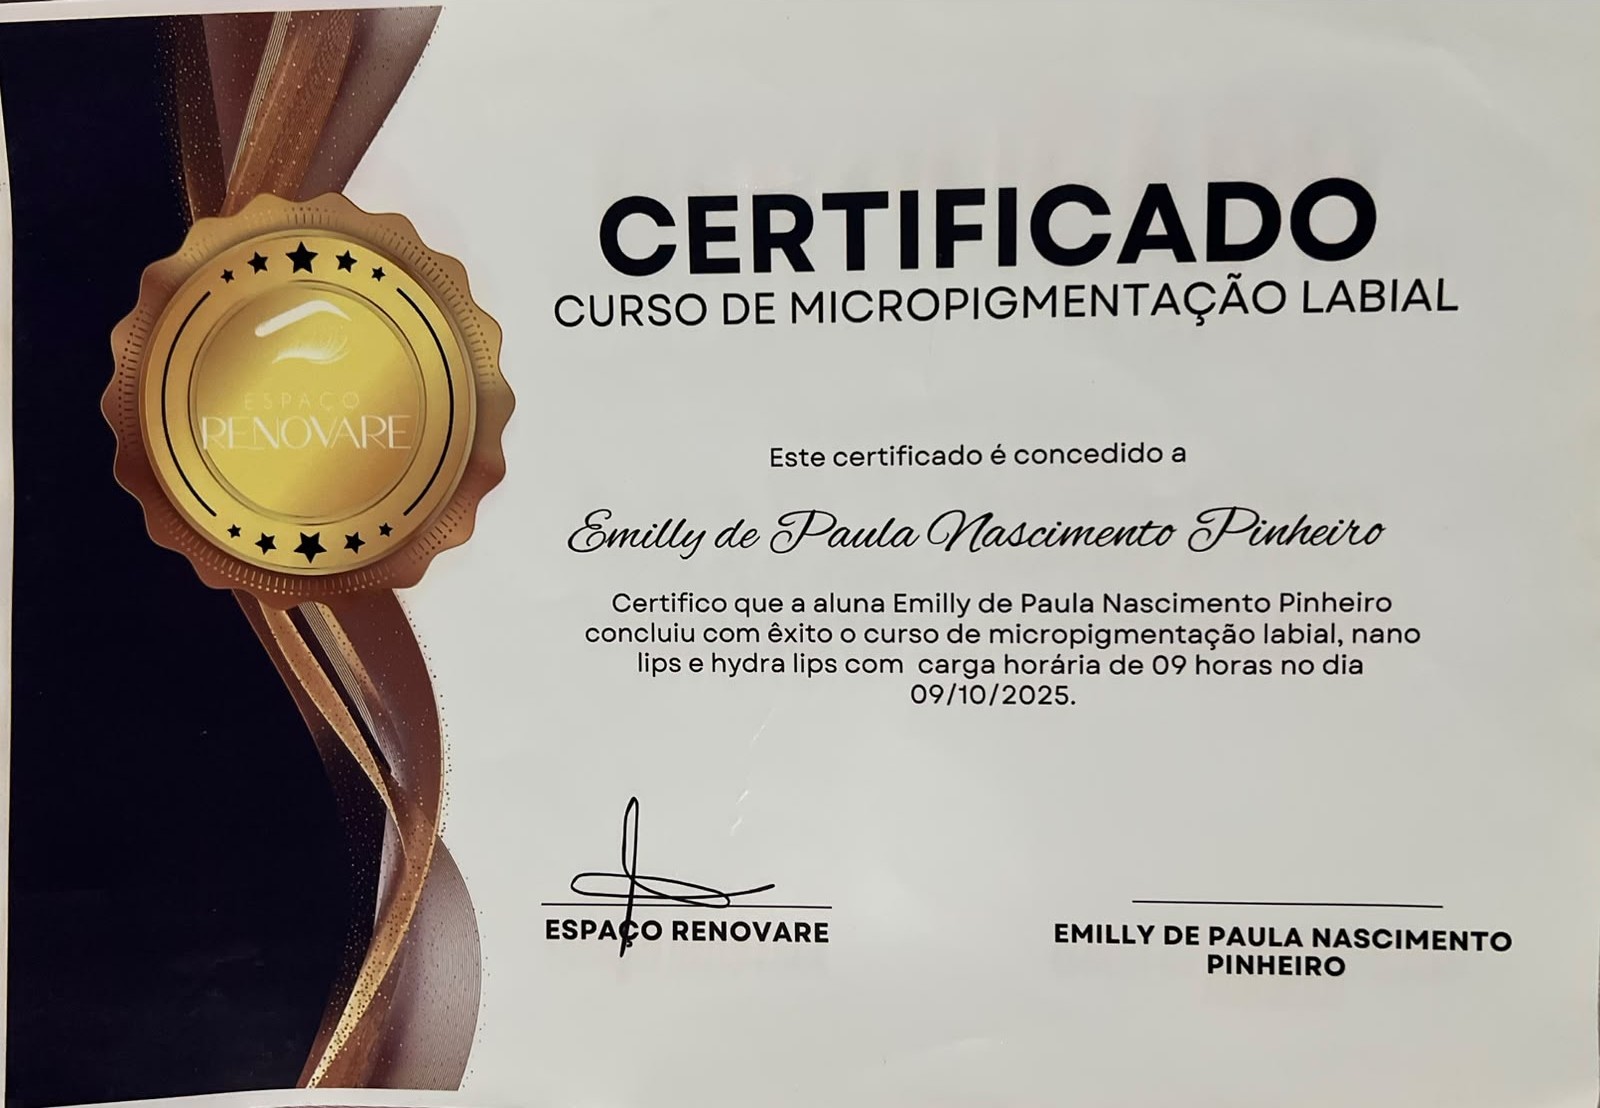 ESPAÇO
RENOVARE
CERTIFICADO
CURSO DE MICROPIGMENTAÇÃO LABIAL
Este certificado é concedido a
Emilly de Paula Nascimento Pinheiro
Certifico que a aluna Emilly de Paula Nascimento Pinheiro
concluiu com êxito o curso de micropigmentação labial, nano
lips e hydra lips com carga horária de 09 horas no dia
09/10/2025.
ESPAÇO RENOVARE
EMILLY DE PAULA NASCIMENTO
PINHEIRO